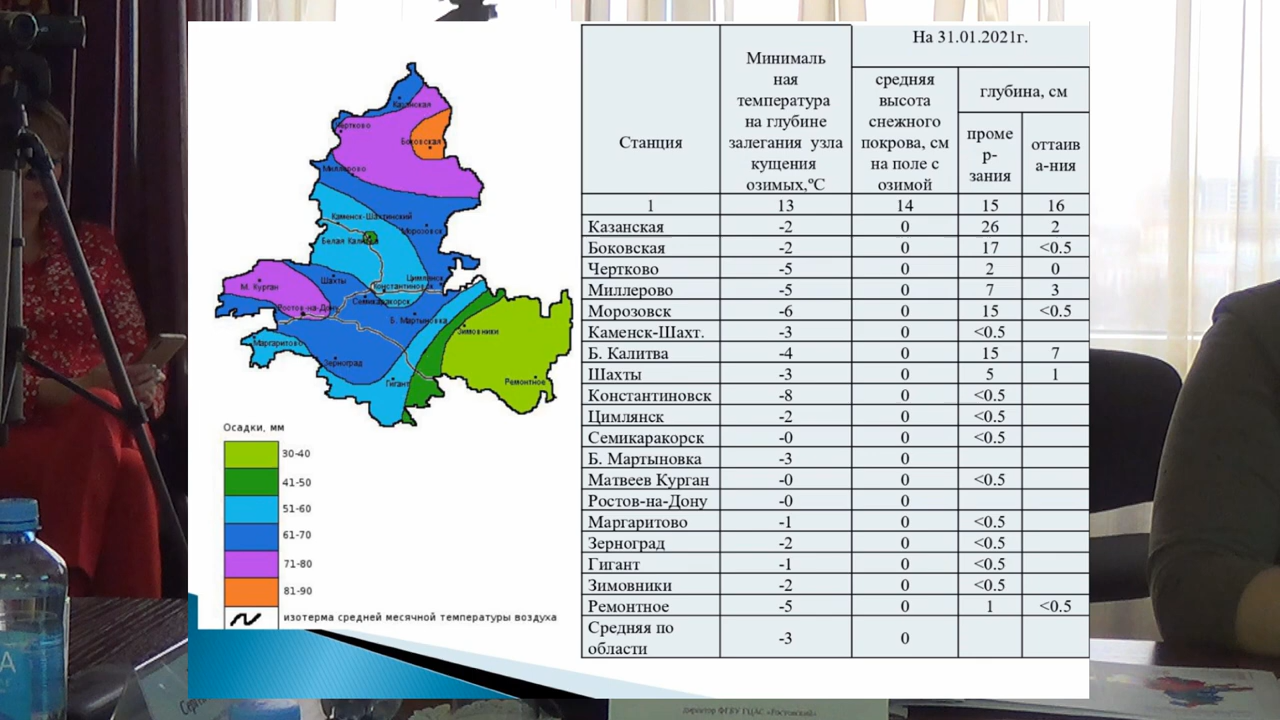 Казанская
Чертково
Боковская
Миллерово
Каменск-Шахтинский
Морозовск
Белая Калитва
Шахты
Цимлянск
М. Курган
Константиновск
Семикаракорск
Ростов-на-Дону
Б. Мартыновка
Зимовники
Маргаритово
Зерноград
Гигант
Ремонтное
Осадки, мм
30-40
41-50
51-60
61-70
71-80
81-90
изотерма средней месячной температуры воздуха
Станция
Минималь
ная
температура
на глубине
залегания узла
кущения
озимых,ºС
На 31.01.2021г.
средняя
высота
снежного
покрова, см
на поле с
озимой
глубина, см
проме
р-
зания
оттаив
а-ния
1 13 14 15 16
Казанская -2 0 26 2
Боковская -2 0 17 <0.5
Чертково -5 0 2 0
Миллерово -5 0 7 3
Морозовск -6 0 15 <0.5
Каменск-Шахт. -3 0 <0.5
Б. Калитва -4 0 15 7
Шахты -3 0 5 1
Константиновск -8 0 <0.5
Цимлянск -2 0 <0.5
Семикаракорск -0 0 <0.5
Б. Мартыновка -3 0
Матвеев Курган -0 0 <0.5
Ростов-на-Дону -0 0
Маргаритово -1 0 <0.5
Зерноград -2 0 <0.5
Гигант -1 0 <0.5
Зимовники -2 0 <0.5
Ремонтное -5 0 1 <0.5
Средняя по
области -3 0
директор ФГБУ ГЦАС «Ростовский»